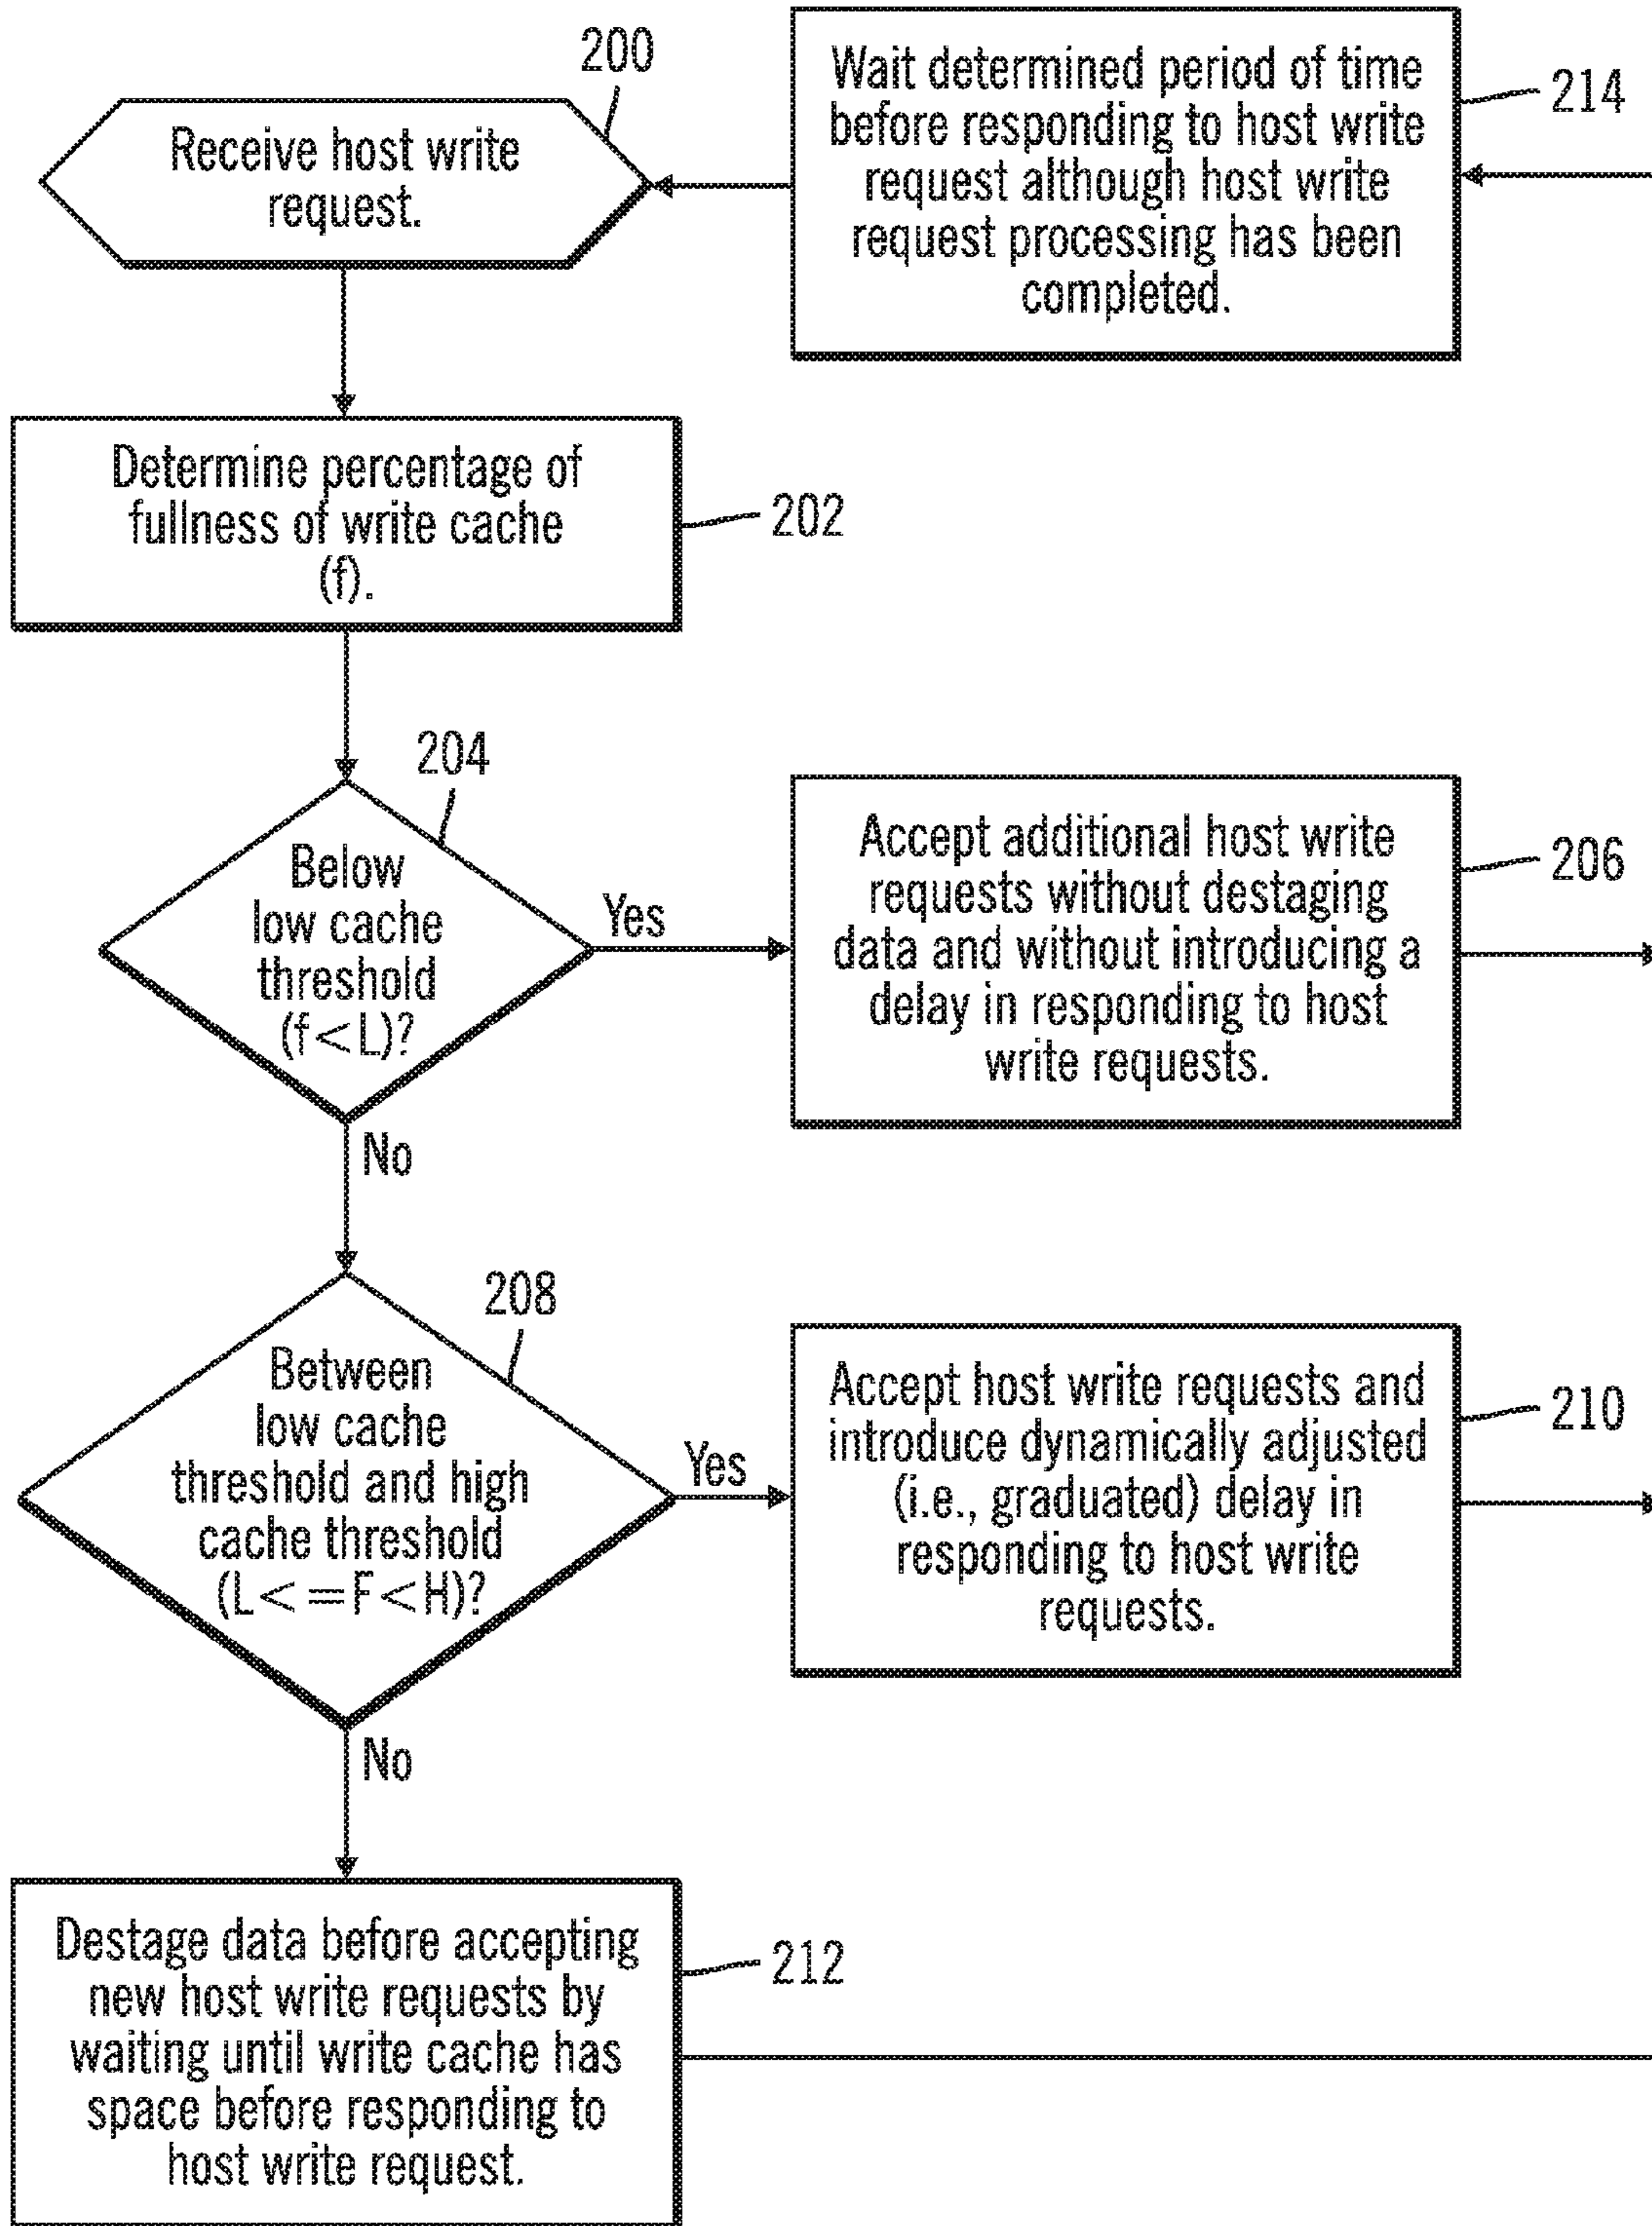 200
Receive host write
request.
Wait determined period of time
before responding to host write
request although host write
request processing has been
completed.
214
Determine percentage of
fullness of write cache
(f).
202
204
Below
low cache
threshold
(f < L)?
Yes
No
Accept additional host write
requests without destaging
data and without introducing a
delay in responding to host
write requests.
206
208
Between
low cache
threshold and high
cache threshold
(L < = F < H)?
Yes
No
Accept host write requests and
introduce dynamically adjusted
(i.e., graduated) delay in
responding to host write
requests.
210
Destage data before accepting
new host write requests by
waiting until write cache has
space before responding to
host write request.
212